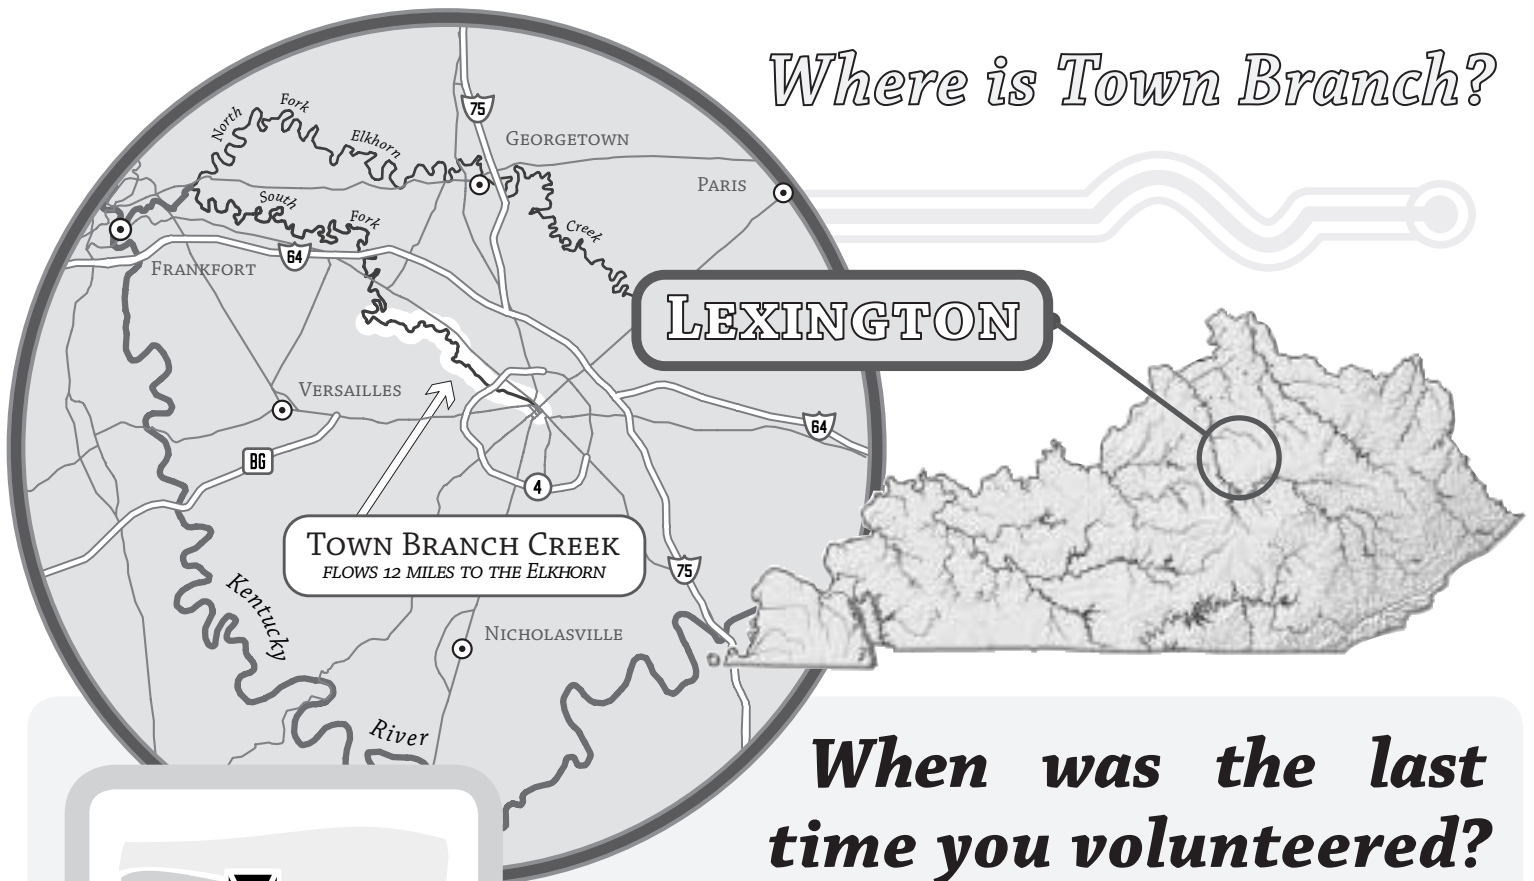 Where is Town Branch?
75
North
Fork
Elkhorn
GEORGETOWN
PARIS
South
Fork
Creek
64
FRANKFORT
LEXINGTON
VERSAILLES
64
BG
4
TOWN BRANCH CREEK
FLOWS 12 MILES TO THE ELKHORN
75
Kentucky
NICHOLASVILLE
River
When was the last
time you volunteered?